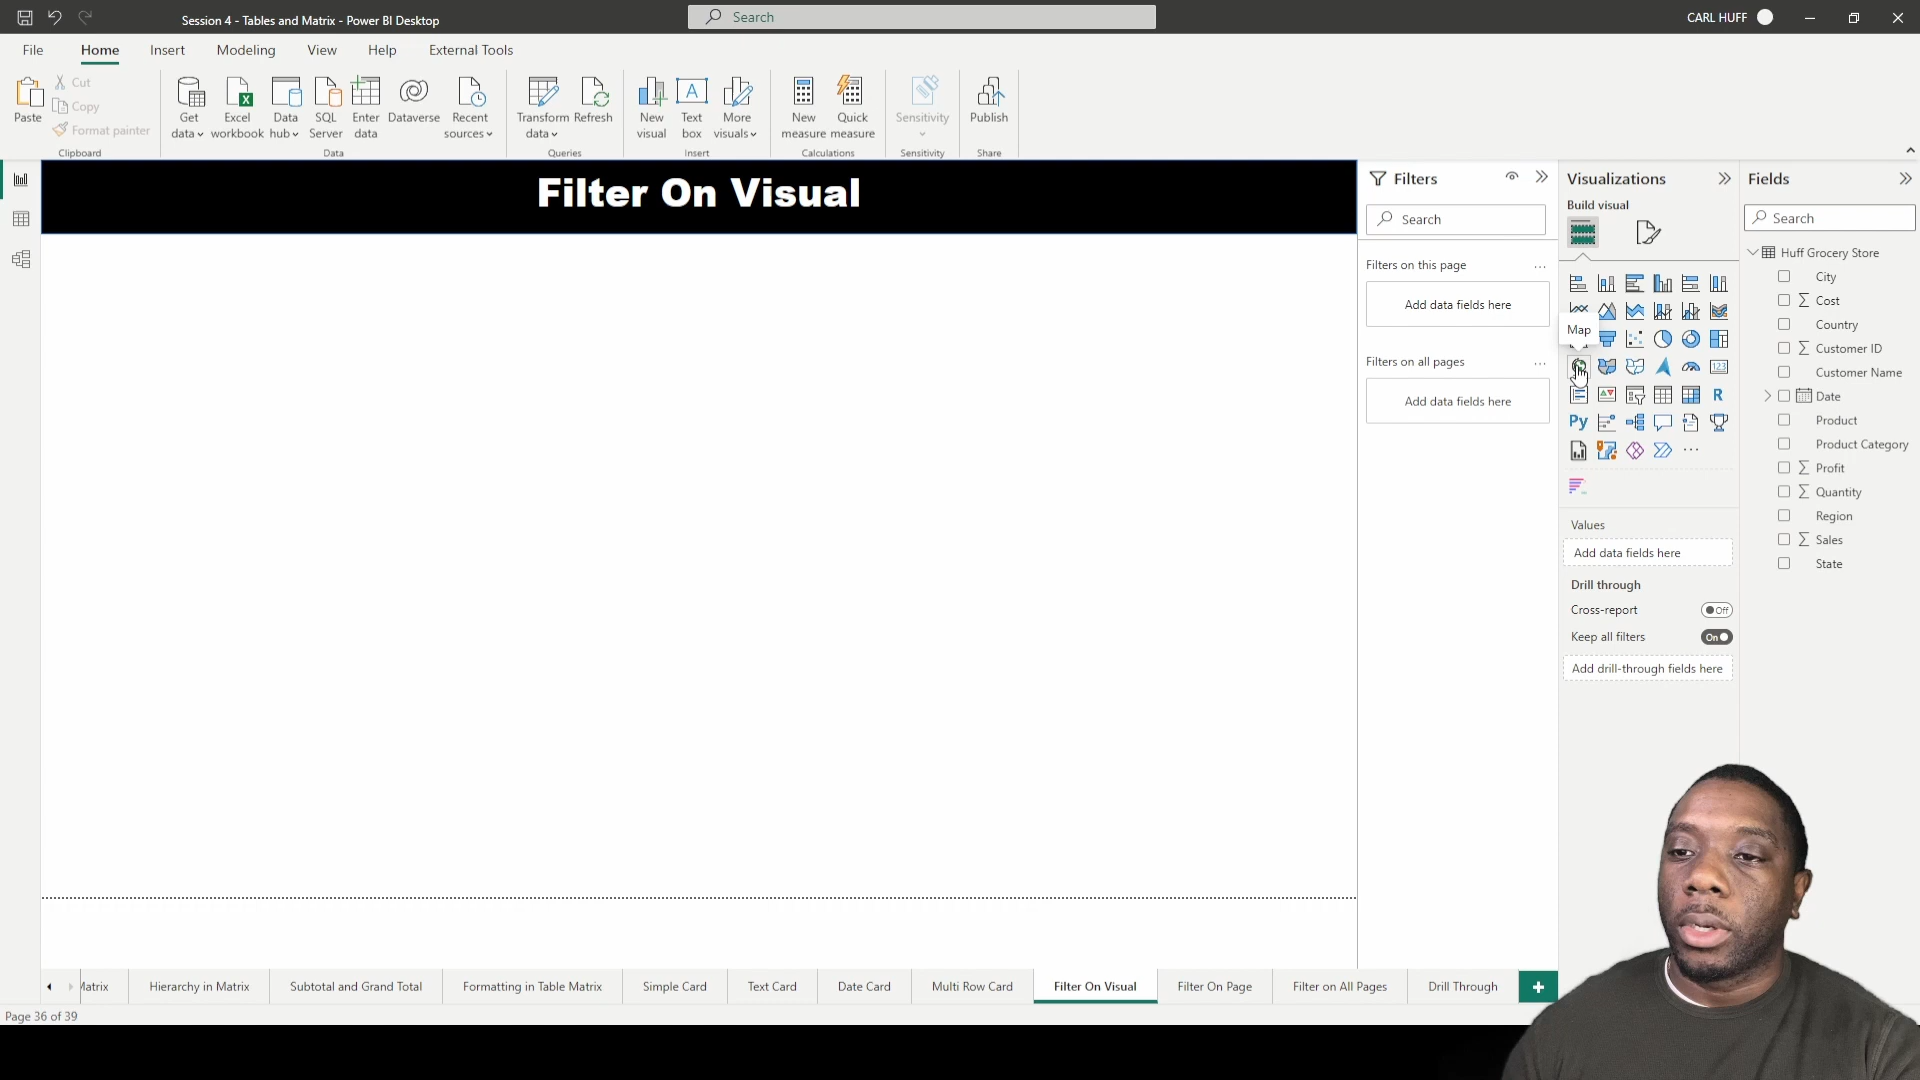 Session 4 - Tables and Matrix - Power BI Desktop
Search
CARL HUFF
File
Home
Insert
Modeling
View
Help
External Tools
Paste
Cut
Copy
Format painter
Clipboard
Get data
Excel workbook
Data hub
SQL Server
Enter data
Dataverse
Recent sources
Data
Transform data
Refresh
Queries
New visual
Text box
More visuals
Insert
New measure
Quick measure
Calculations
Sensitivity
Sensitivity
Publish
Share
Filter On Visual
Filters
Search
Filters on this page
...
Add data fields here
Filters on all pages
...
Add data fields here
Visualizations
Build visual
Map
123
R
Py
...
Values
Add data fields here
Drill through
Cross-report
Off
Keep all filters
On
Add drill-through fields here
Fields
Search
Huff Grocery Store
City
Cost
Country
Customer ID
Customer Name
Date
Product
Product Category
Profit
Quantity
Region
Sales
State
Matrix
Hierarchy in Matrix
Subtotal and Grand Total
Formatting in Table Matrix
Simple Card
Text Card
Date Card
Multi Row Card
Filter On Visual
Filter On Page
Filter on All Pages
Drill Through
Page 36 of 39